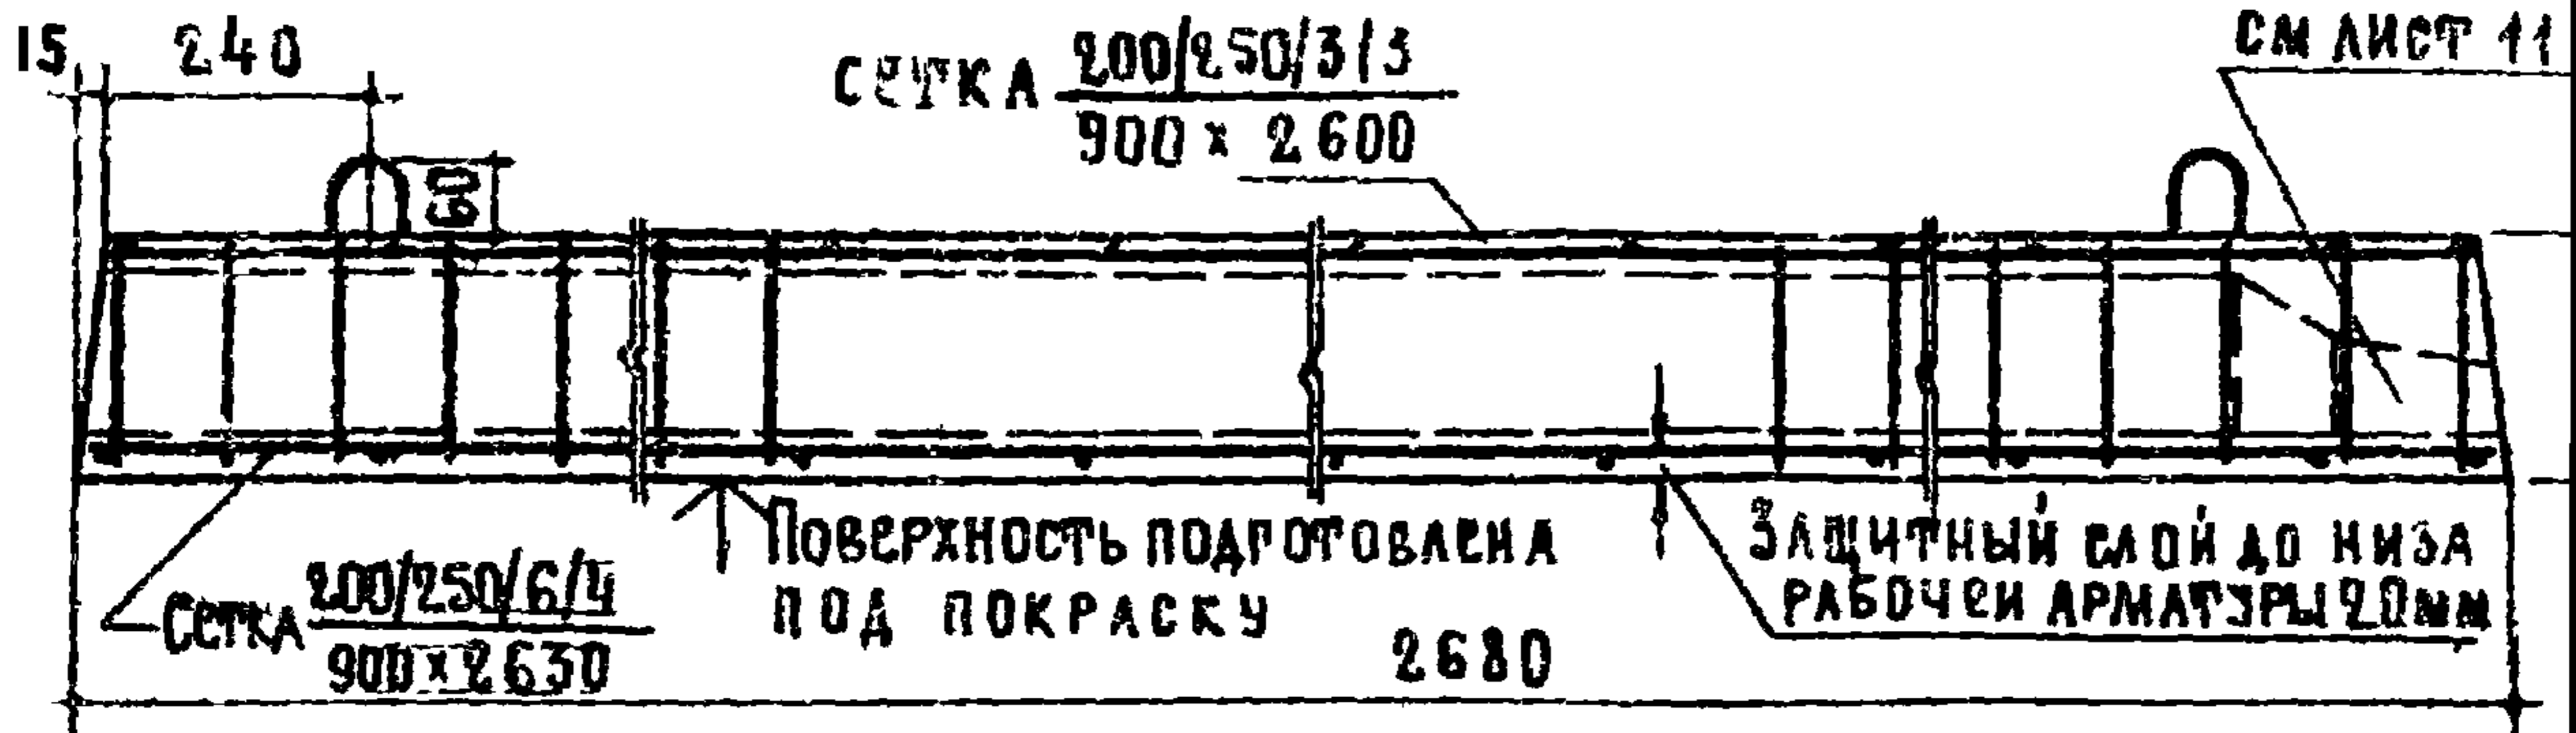 15 240
СЕТКА 200/250/3/3
900 х 2600
СМ ЛИСТ 11
60
СЕТКА 200/250/6/4
900 х 2630
ПОВЕРХНОСТЬ ПОДГОТОВЛЕНА
ПОД ПОКРАСКУ
ЗАЩИТНЫЙ СЛОЙ ДО НИЗА
РАБОЧЕЙ АРМАТУРЫ 20мм
2680